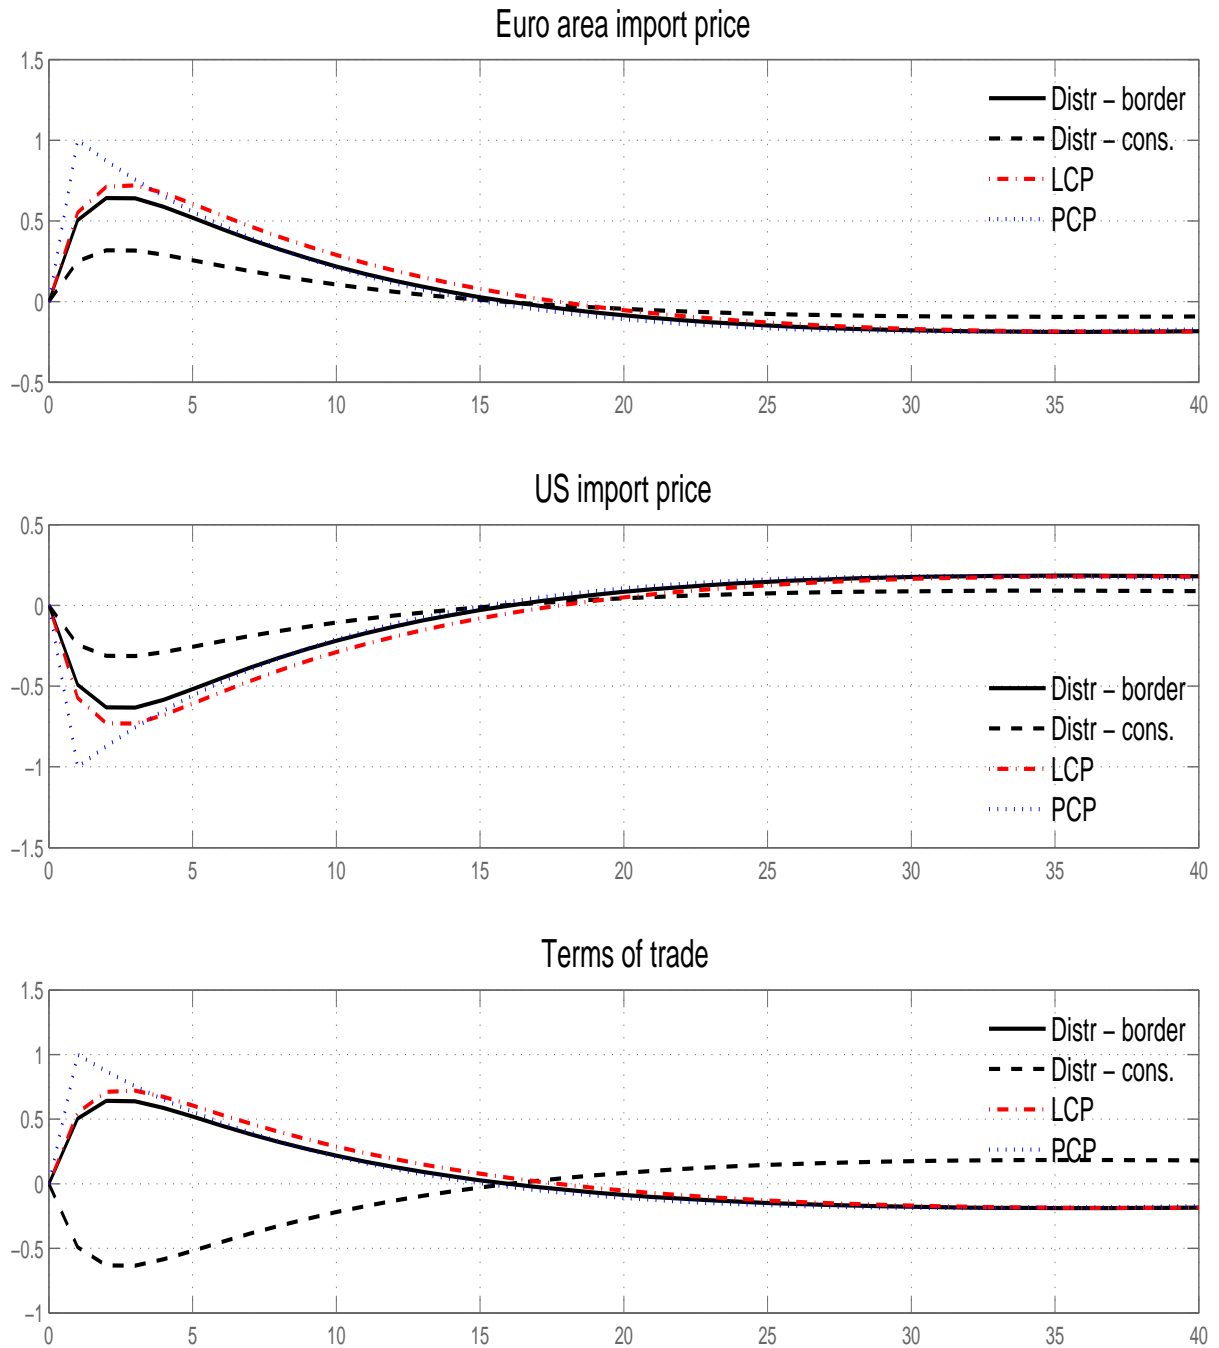 Euro area import price
1.5
1
0.5
0
−0.5
0 5 10 15 20 25 30 35 40
Distr − border
Distr − cons.
LCP
PCP
US import price
0.5
0
−0.5
−1
−1.5
0 5 10 15 20 25 30 35 40
Distr − border
Distr − cons.
LCP
PCP
Terms of trade
1.5
1
0.5
0
−0.5
−1
0 5 10 15 20 25 30 35 40
Distr − border
Distr − cons.
LCP
PCP